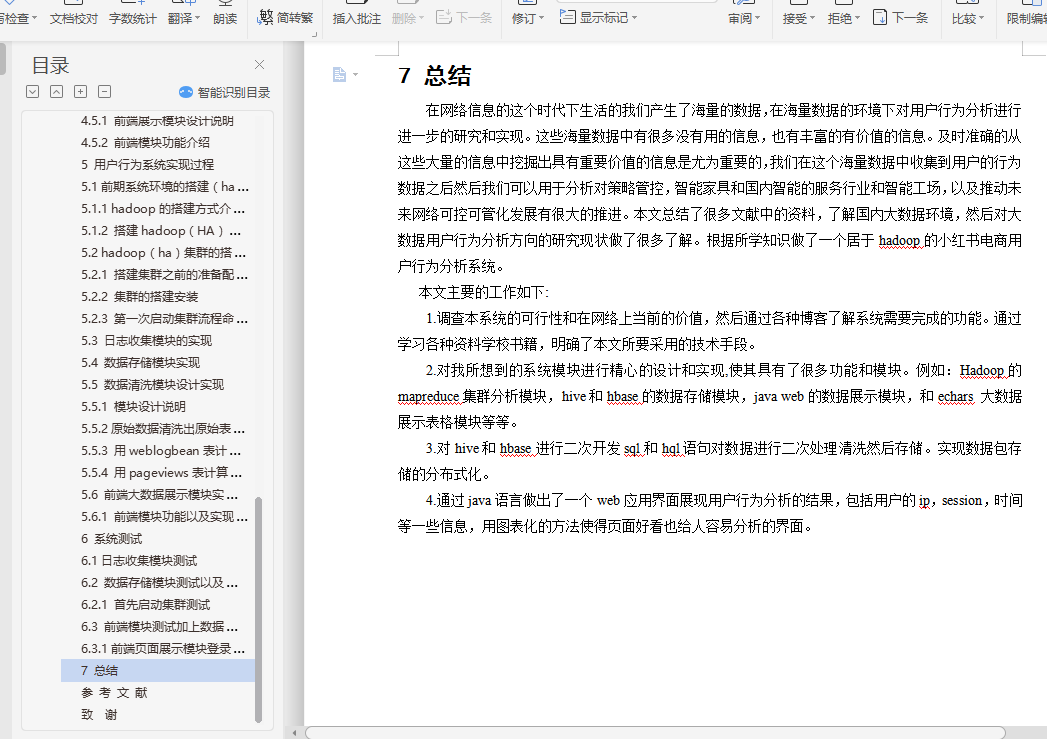 文档校对 字数统计 翻译 朗读 繁 简转繁 插入批注 删除 下一条 修订 显示标记 审阅 接受 拒绝 下一条 比较 限制编辑
目录
智能识别目录
4.5.1 前端展示模块设计说明
4.5.2 前端模块功能介绍
5 用户行为系统实现过程
5.1 前期系统环境的搭建（ha ...
5.1.1 hadoop 的搭建方式介 ...
5.1.2 搭建 hadoop（HA） ...
5.2 hadoop（ha）集群的搭 ...
5.2.1 搭建集群之前的准备配 ...
5.2.2 集群的搭建安装
5.2.3 第一次启动集群流程命 ...
5.3 日志收集模块的实现
5.4 数据存储模块实现
5.5 数据清洗模块设计实现
5.5.1 模块设计说明
5.5.2 原始数据清洗出原始表 ...
5.5.3 用 weblogbean 表计 ...
5.5.4 用 pageviews 表计算 ...
5.6 前端大数据展示模块实 ...
5.6.1 前端模块功能以及实现 ...
6 系统测试
6.1 日志收集模块测试
6.2 数据存储模块测试以及 ...
6.2.1 首先启动集群测试
6.3 前端模块测试加上数据 ...
6.3.1 前端页面展示模块登录 ...
7 总结
参 考 文 献
致 谢
7 总结
在网络信息的这个时代下生活的我们产生了海量的数据，在海量数据的环境下对用户行为分析进行
进一步的研究和实现。这些海量数据中有很多没有用的信息，也有丰富的有价值的信息。及时准确的从
这些大量的信息中挖掘出具有重要价值的信息是尤为重要的，我们在这个海量数据中收集到用户的行为
数据之后然后我们可以用于分析对策略管控，智能家具和国内智能的服务行业和智能工场，以及推动未
来网络可控可管化发展有很大的推进。本文总结了很多文献中的资料，了解国内大数据环境，然后对大
数据用户行为分析方向的研究现状做了很多了解。根据所学知识做了一个居于 hadoop 的小红书电商用
户行为分析系统。
本文主要的工作如下:
1.调查本系统的可行性和在网络上当前的价值，然后通过各种博客了解系统需要完成的功能。通过
学习各种资料学校书籍，明确了本文所要采用的技术手段。
2.对我所想到的系统模块进行精心的设计和实现,使其具有了很多功能和模块。例如：Hadoop 的
mapreduce 集群分析模块，hive 和 hbase 的数据存储模块，java web 的数据展示模块，和 echars 大数据
展示表格模块等等。
3.对 hive 和 hbase 进行二次开发 sql 和 hql 语句对数据进行二次处理清洗然后存储。实现数据包存
储的分布式化。
4.通过 java 语言做出了一个 web 应用界面展现用户行为分析的结果，包括用户的 ip，session，时间
等一些信息，用图表化的方法使得页面好看也给人容易分析的界面。